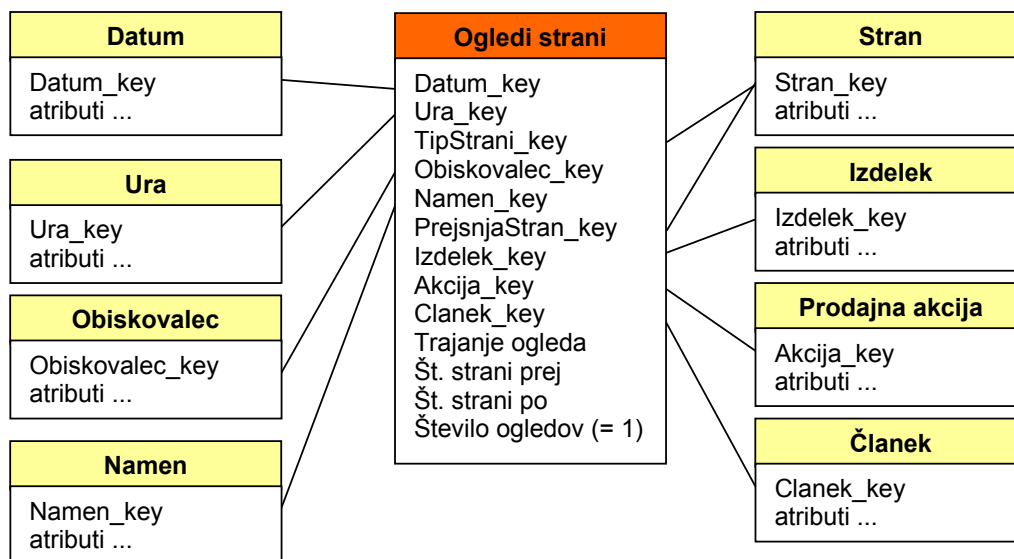 Datum
Datum_key
atributi ...
Ura
Ura_key
atributi ...
Obiskovalec
Obiskovalec_key
atributi ...
Namen
Namen_key
atributi ...
Ogledi strani
Datum_key
Ura_key
TipStrani_key
Obiskovalec_key
Namen_key
PrejsnjaStran_key
Izdelek_key
Akcija_key
Clanek_key
Trajanje ogleda
Št. strani prej
Št. strani po
Število ogledov (= 1)
Stran
Stran_key
atributi ...
Izdelek
Izdelek_key
atributi ...
Prodajna akcija
Akcija_key
atributi ...
Članek
Clanek_key
atributi ...